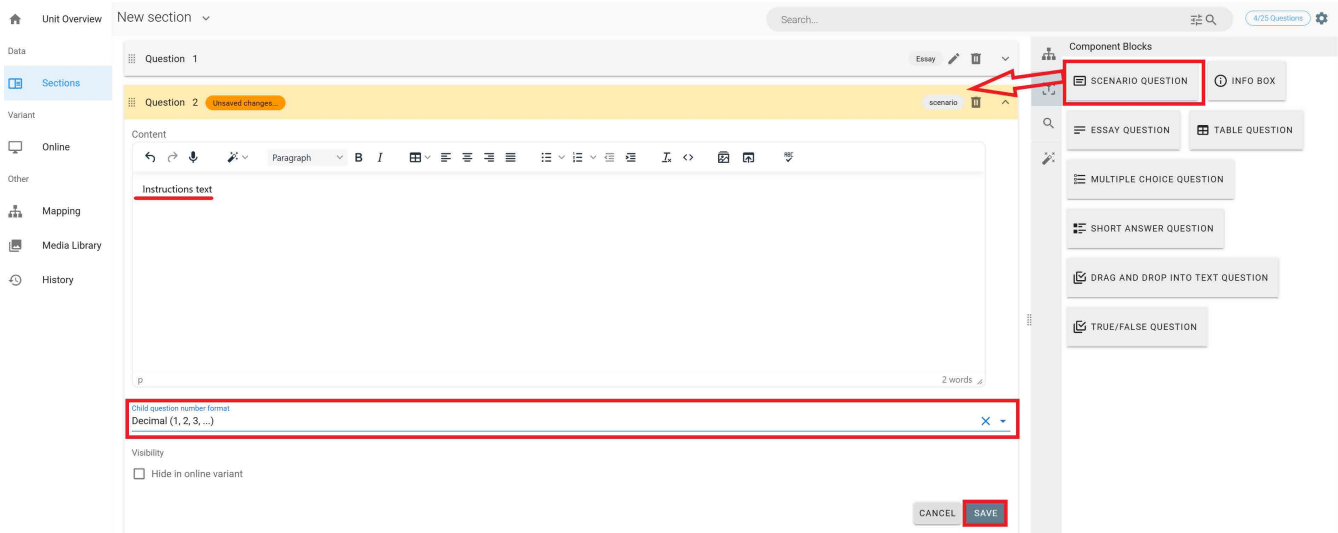 Unit Overview
New section
Search...
4/25 Questions
Data
Sections
Variant
Online
Other
Mapping
Media Library
History
Question 1
Essay
Question 2
Unsaved changes...
scenario
Content
Paragraph
B I
Instructions text
p
2 words
Child question number format
Decimal (1, 2, 3, ...)
Visibility
Hide in online variant
CANCEL
SAVE
Component Blocks
SCENARIO QUESTION
INFO BOX
ESSAY QUESTION
TABLE QUESTION
MULTIPLE CHOICE QUESTION
SHORT ANSWER QUESTION
DRAG AND DROP INTO TEXT QUESTION
TRUE/FALSE QUESTION